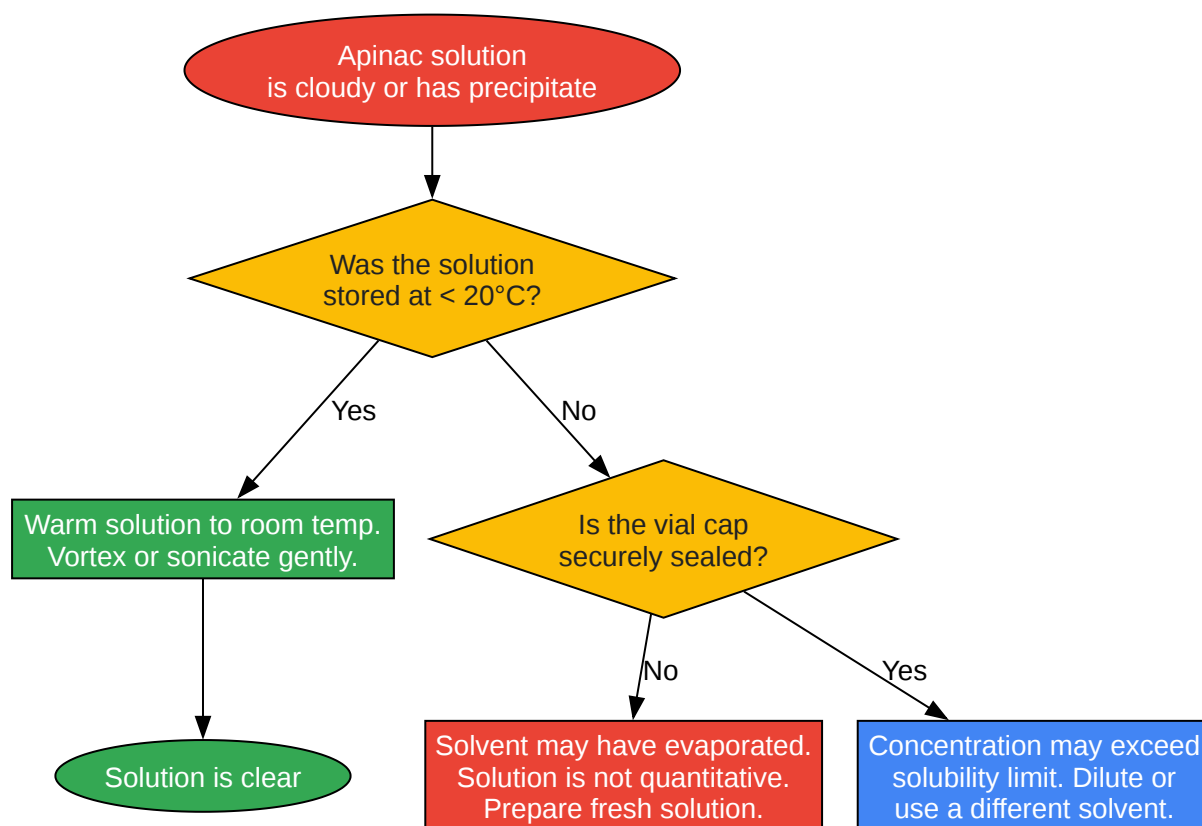 Apinac solution
is cloudy or has precipitate
Was the solution
stored at < 20°C?
Yes
No
Warm solution to room temp.
Vortex or sonicate gently.
Is the vial cap
securely sealed?
No
Yes
Solution is clear
Solvent may have evaporated.
Solution is not quantitative.
Prepare fresh solution.
Concentration may exceed
solubility limit. Dilute or
use a different solvent.